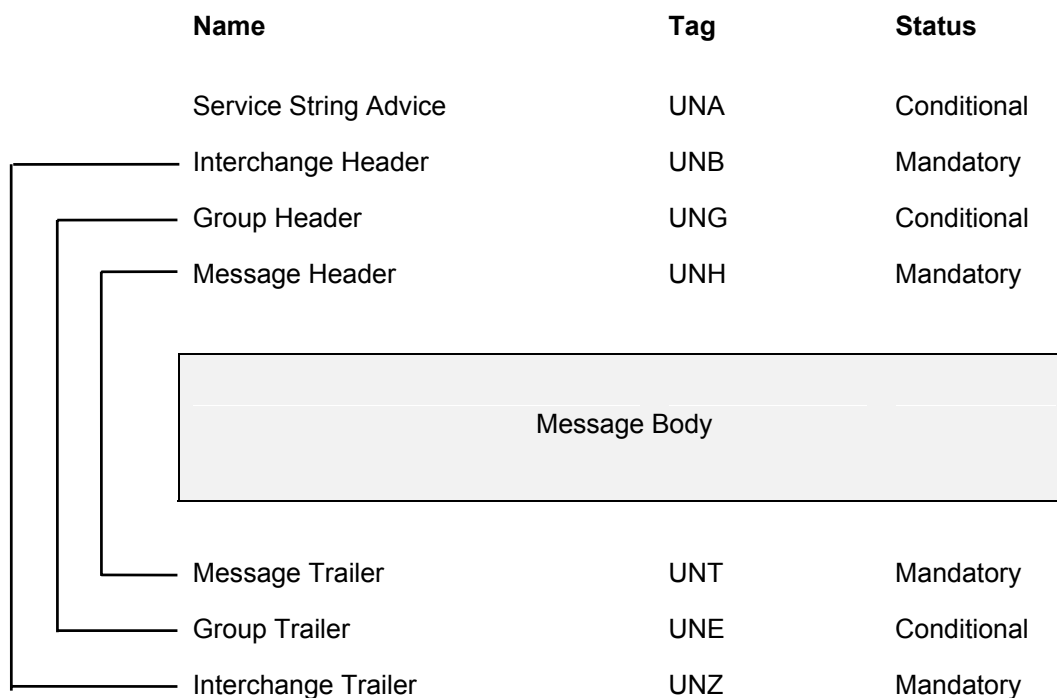 Name Tag Status
Service String Advice UNA Conditional
Interchange Header UNB Mandatory
Group Header UNG Conditional
Message Header UNH Mandatory
Message Body
Message Trailer UNT Mandatory
Group Trailer UNE Conditional
Interchange Trailer UNZ Mandatory